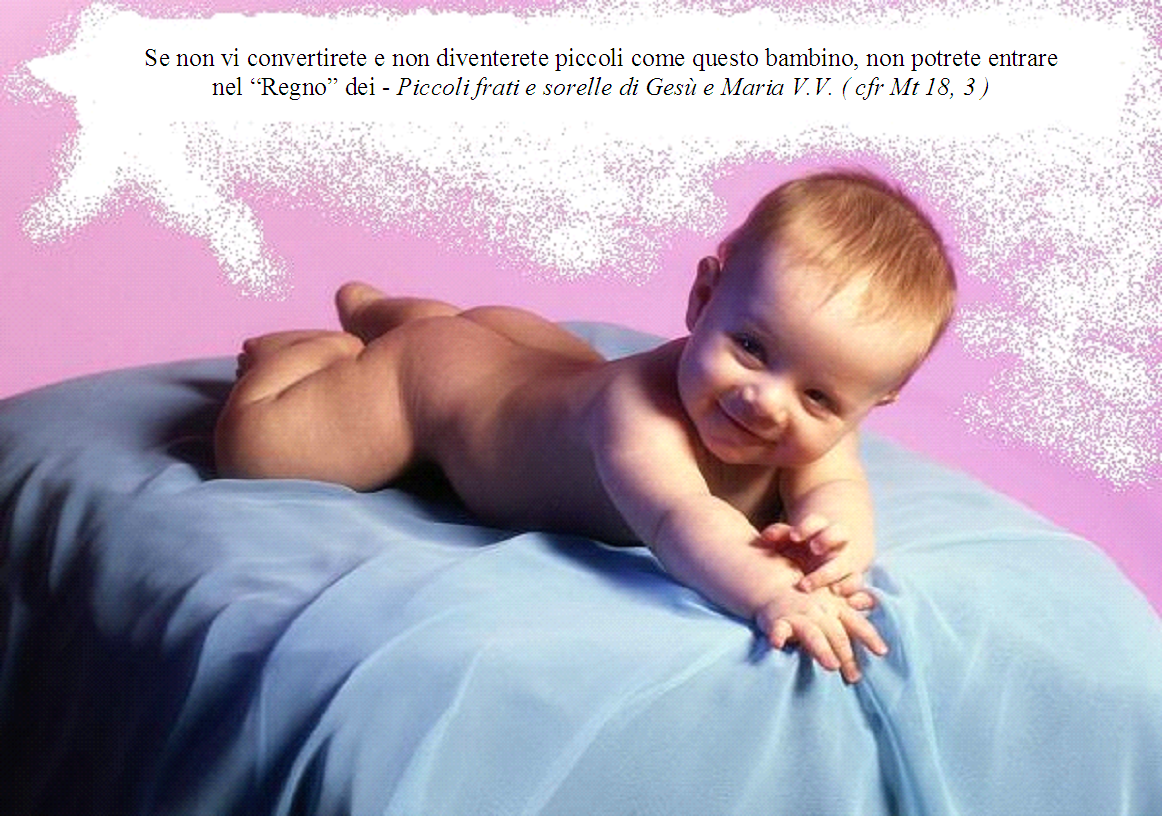 Se non vi convertirete e non diventerete piccoli come questo bambino, non potrete entrare
nel “Regno” dei - Piccoli frati e sorelle di Gesù e Maria V.V. ( cfr Mt 18, 3 )